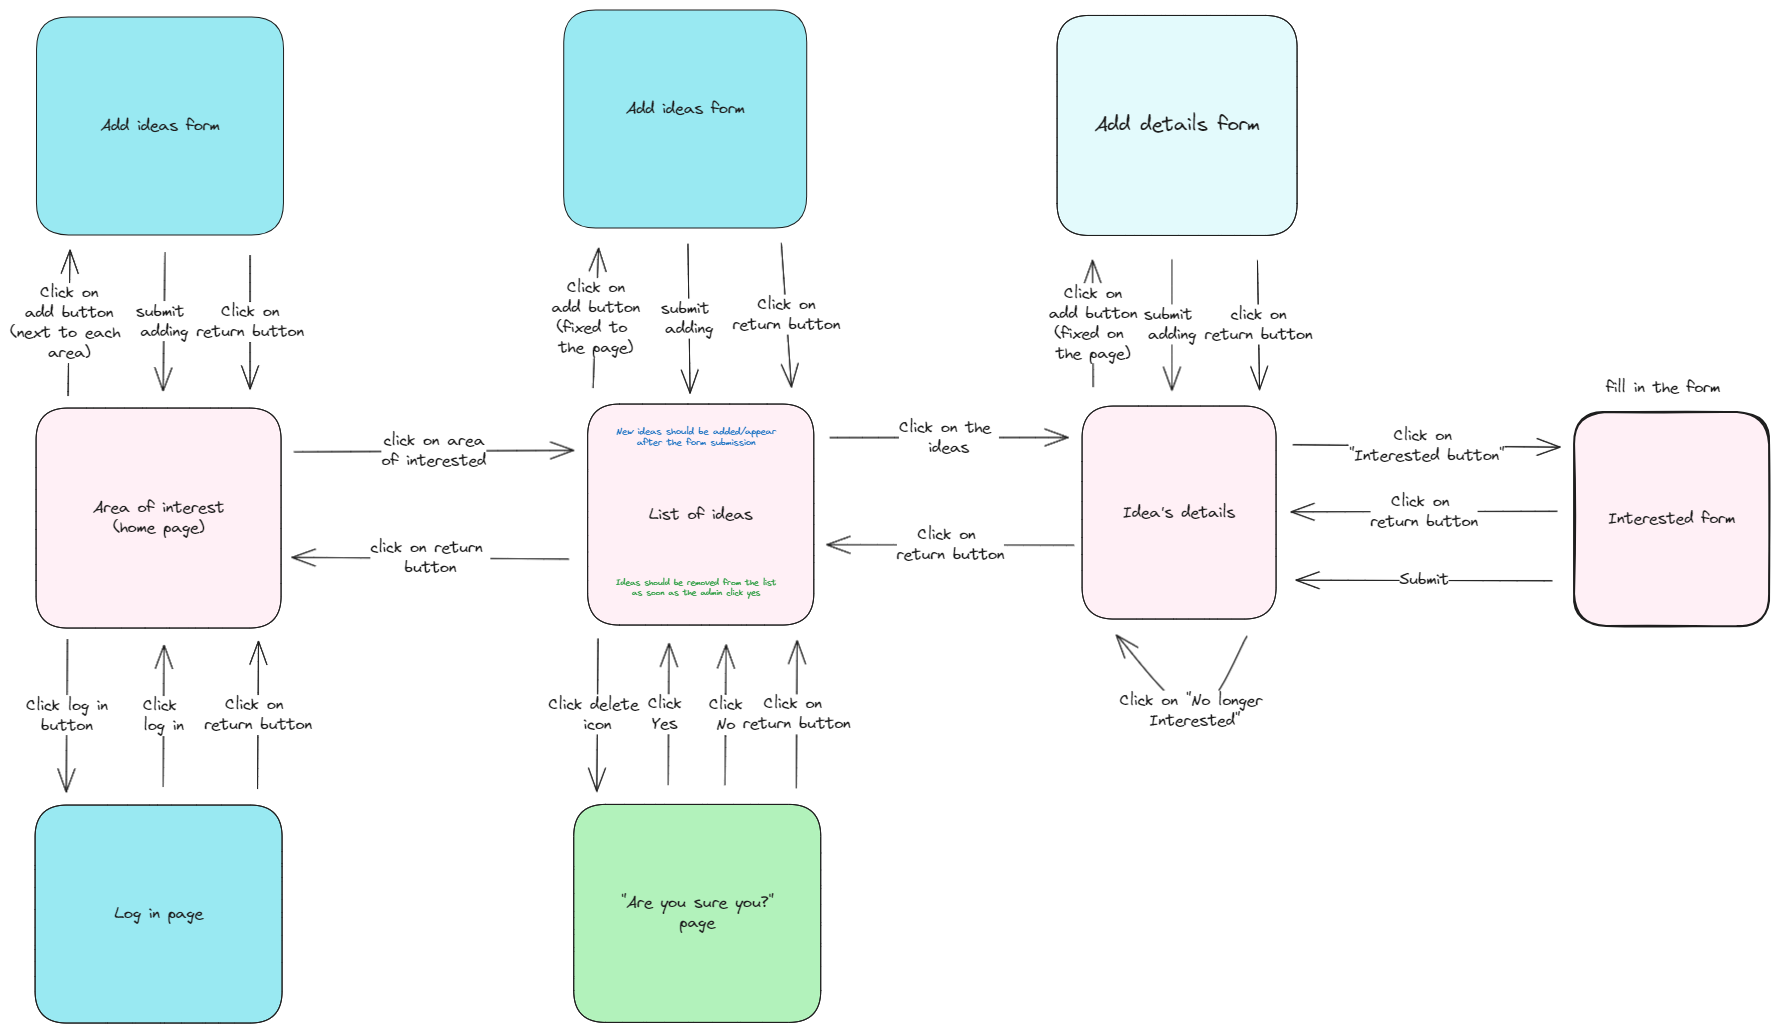 Add ideas form
Add ideas form
Add details form
Click on
add button
(next to each
area)
submit
adding
Click on
return button
Click on
add button
(fixed to
the page)
submit
adding
Click on
return button
Click on
add button
(fixed on
the page)
submit
adding
click on
return button
fill in the form
Area of interest
(home page)
click on area
of interested
click on return
button
New ideas should be added/appear
after the form submission
List of ideas
Ideas should be removed from the list
as soon as the admin click yes
Click on the
ideas
Click on
return button
Idea's details
Click on
"Interested button"
Click on
return button
Submit
Interested form
Click log in
button
Click
log in
Click on
return button
Click delete
icon
Click
Yes
Click
No
Click on
return button
Click on "No longer
Interested"
Log in page
"Are you sure you?"
page